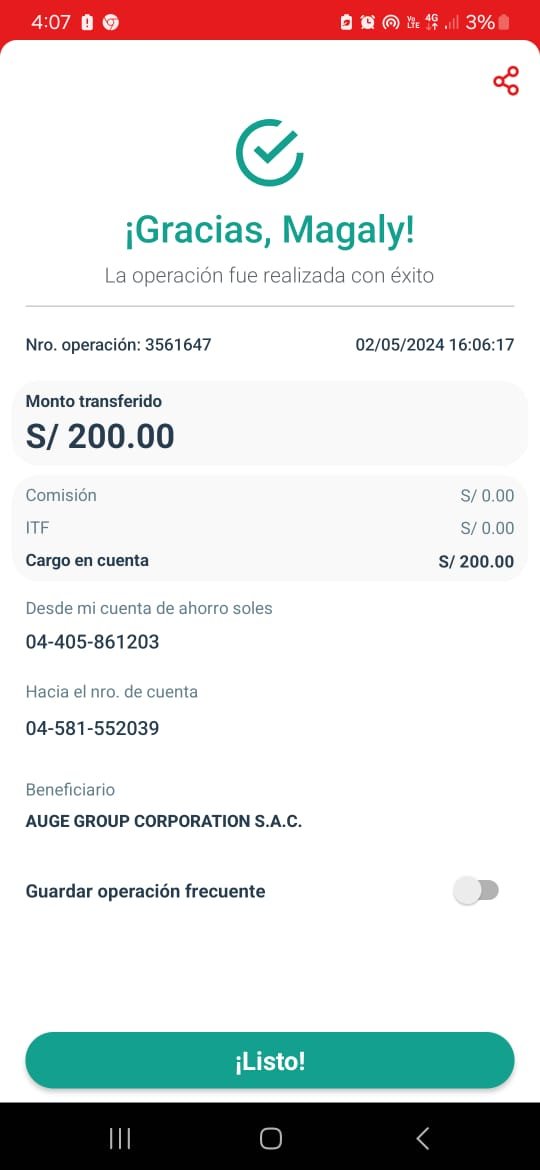 4:07 Vo LTE 4G 3%
¡Gracias, Magaly!
La operación fue realizada con éxito
Nro. operación: 3561647 02/05/2024 16:06:17
Monto transferido
S/ 200.00
Comisión S/ 0.00
ITF S/ 0.00
Cargo en cuenta S/ 200.00
Desde mi cuenta de ahorro soles
04-405-861203
Hacia el nro. de cuenta
04-581-552039
Beneficiario
AUGE GROUP CORPORATION S.A.C.
Guardar operación frecuente
¡Listo!